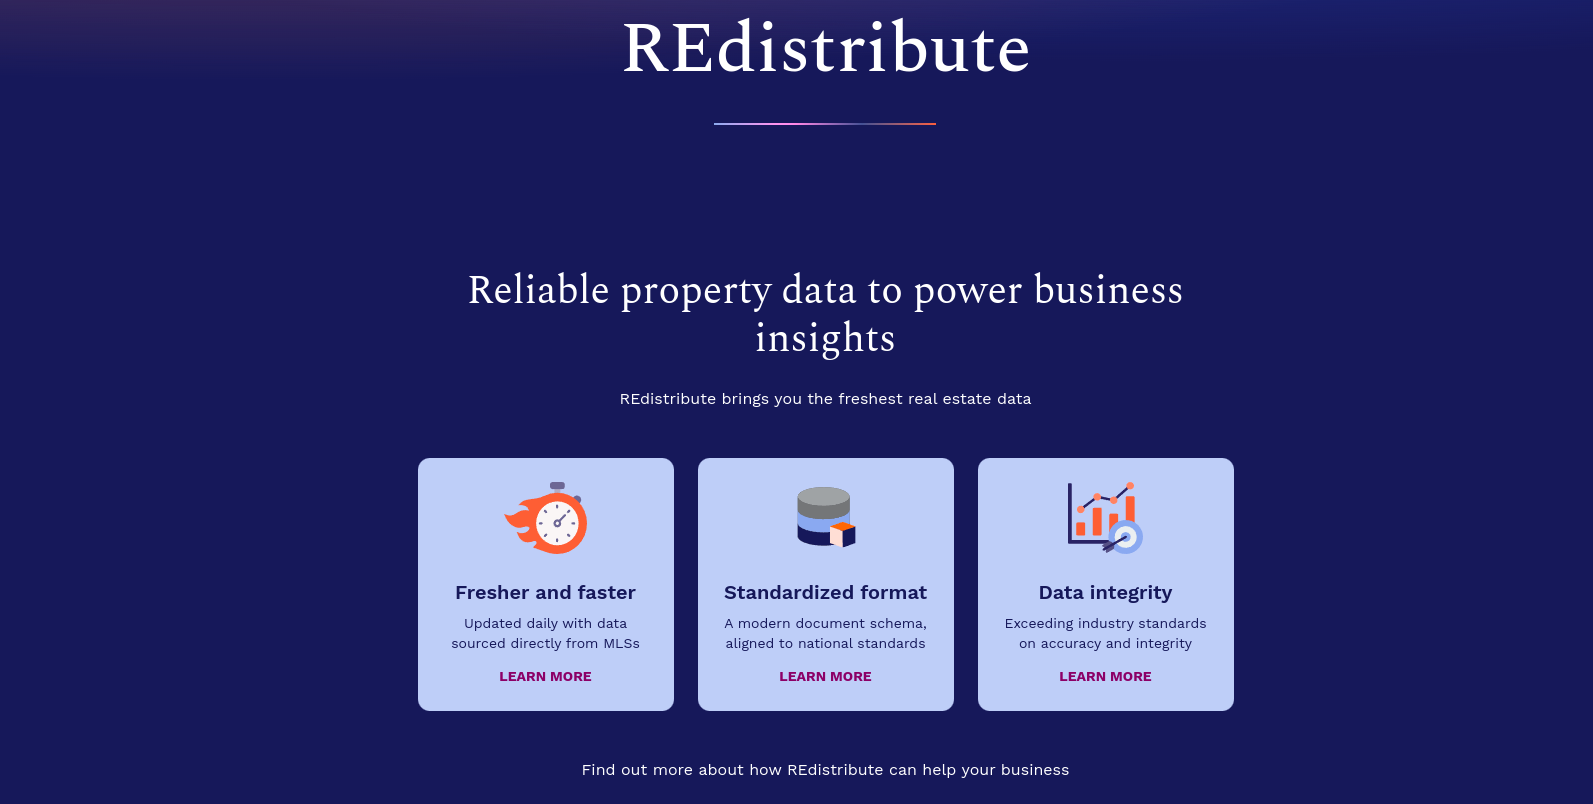 REdistribute
Reliable property data to power business
insights
REdistribute brings you the freshest real estate data
Fresher and faster
Updated daily with data
sourced directly from MLSs
LEARN MORE
Standardized format
A modern document schema,
aligned to national standards
LEARN MORE
Data integrity
Exceeding industry standards
on accuracy and integrity
LEARN MORE
Find out more about how REdistribute can help your business